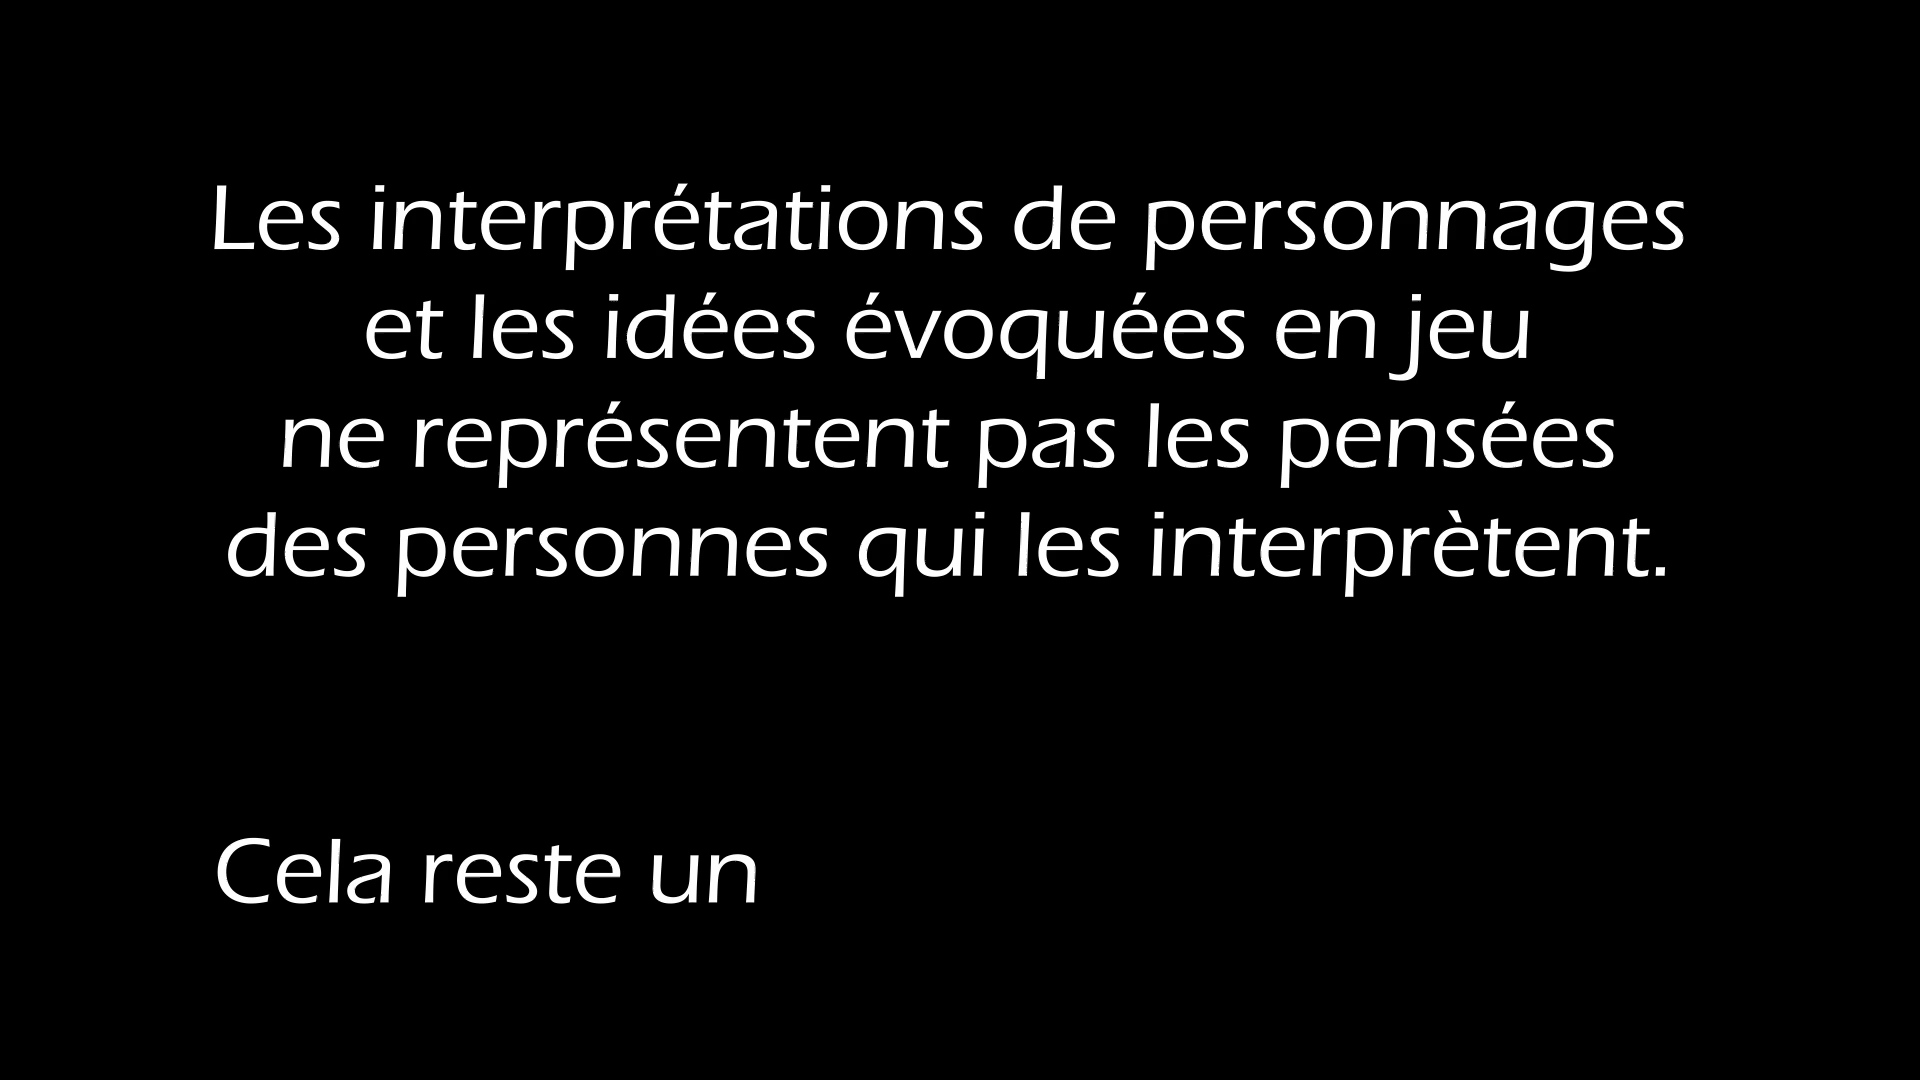 Les interprétations de personnages
et les idées évoquées en jeu
ne représentent pas les pensées
des personnes qui les interprètent.
Cela reste un